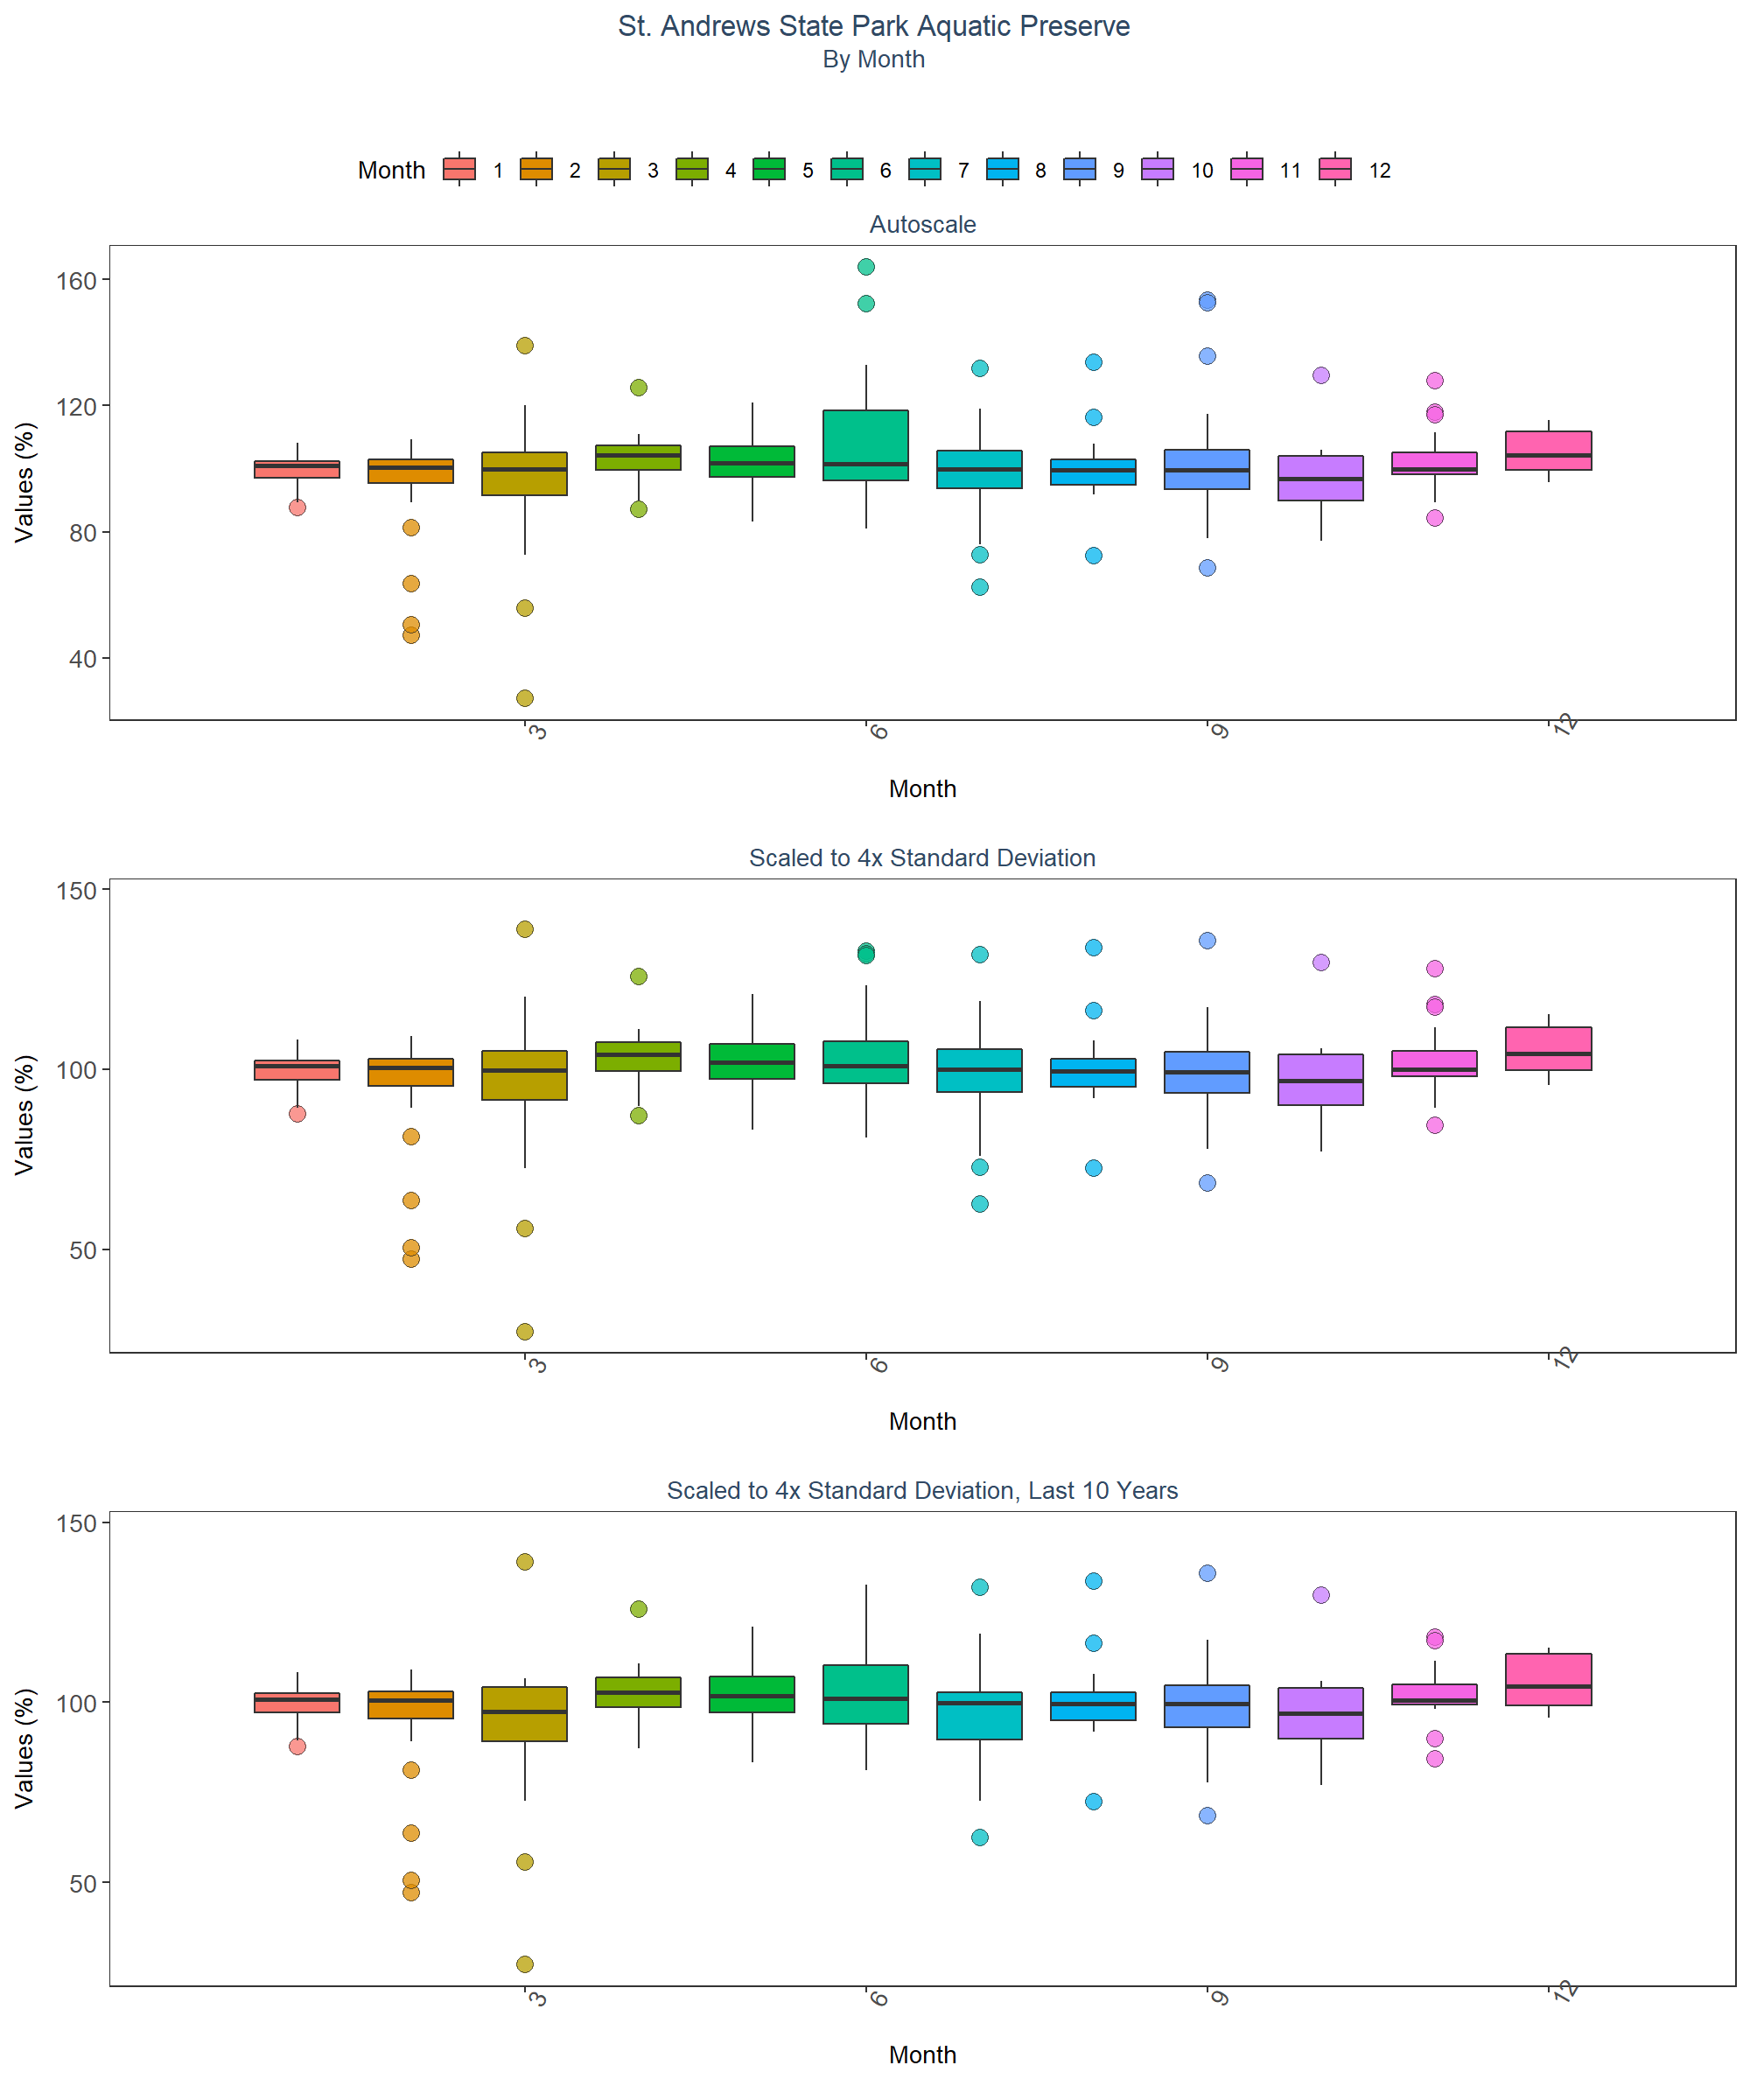 St. Andrews State Park Aquatic Preserve
By Month
Month 1 2 3 4 5 6 7 8 9 10 11 12
Autoscale
Values (%)
160
120
80
40
3 6 9 12
Month
Scaled to 4x Standard Deviation
Values (%)
150
100
50
3 6 9 12
Month
Scaled to 4x Standard Deviation, Last 10 Years
Values (%)
150
100
50
3 6 9 12
Month